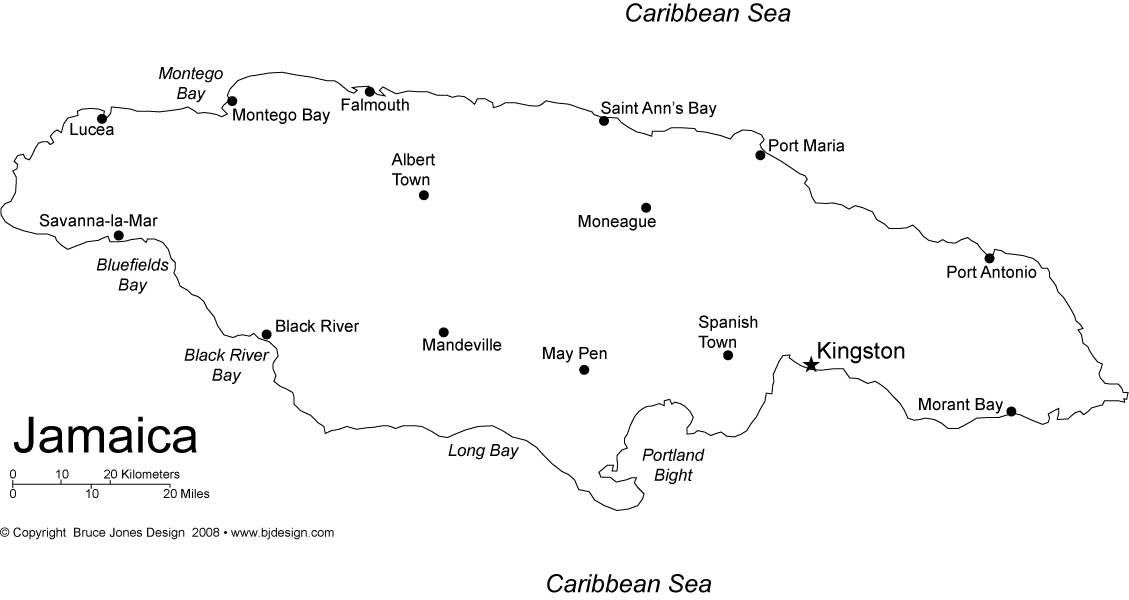 Caribbean Sea
Montego
Bay
Montego Bay
Falmouth
Lucea
Saint Ann's Bay
Port Maria
Albert
Town
Moneague
Savanna-la-Mar
Bluefields
Bay
Port Antonio
Black River
Black River
Bay
Mandeville
May Pen
Spanish
Town
Kingston
Morant Bay
Jamaica
Long Bay
Portland
Bight
0 10 20 Kilometers
0 10 20 Miles
© Copyright Bruce Jones Design 2008 • www.bjdesign.com
Caribbean Sea